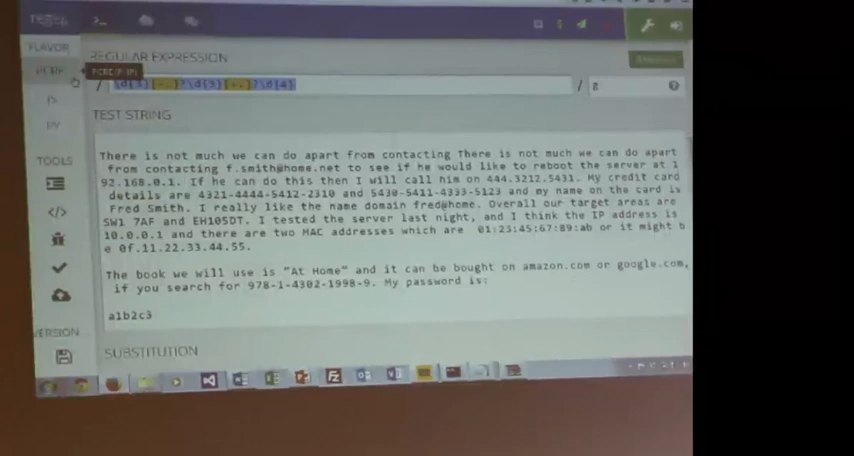 FLAVOR
REGULAR EXPRESSION
/ \d{3}[-.]?\d{3}[-.]?\d{4} / g
PCRE
JS
PY
TEST STRING
TOOLS
There is not much we can do apart from contacting There is not much we can do apart
from contacting f.smith@home.net to see if he would like to reboot the server at 1
92.168.0.1. If he can do this then I will call him on 444.3212.5431. My credit card
details are 4321-4444-5412-2310 and 5430-5411-4333-5123 and my name on the card is
Fred Smith. I really like the name domain fred@home. Overall our target areas are
SW1 7AF and EH105DT. I tested the server last night, and I think the IP address is
10.0.0.1 and there are two MAC addresses which are 01:23:45:67:89:ab or it might b
e 0f.11.22.33.44.55.
The book we will use is "At Home" and it can be bought on amazon.com or google.com,
if you search for 978-1-4302-1998-9. My password is:
a1b2c3
VERSION
SUBSTITUTION